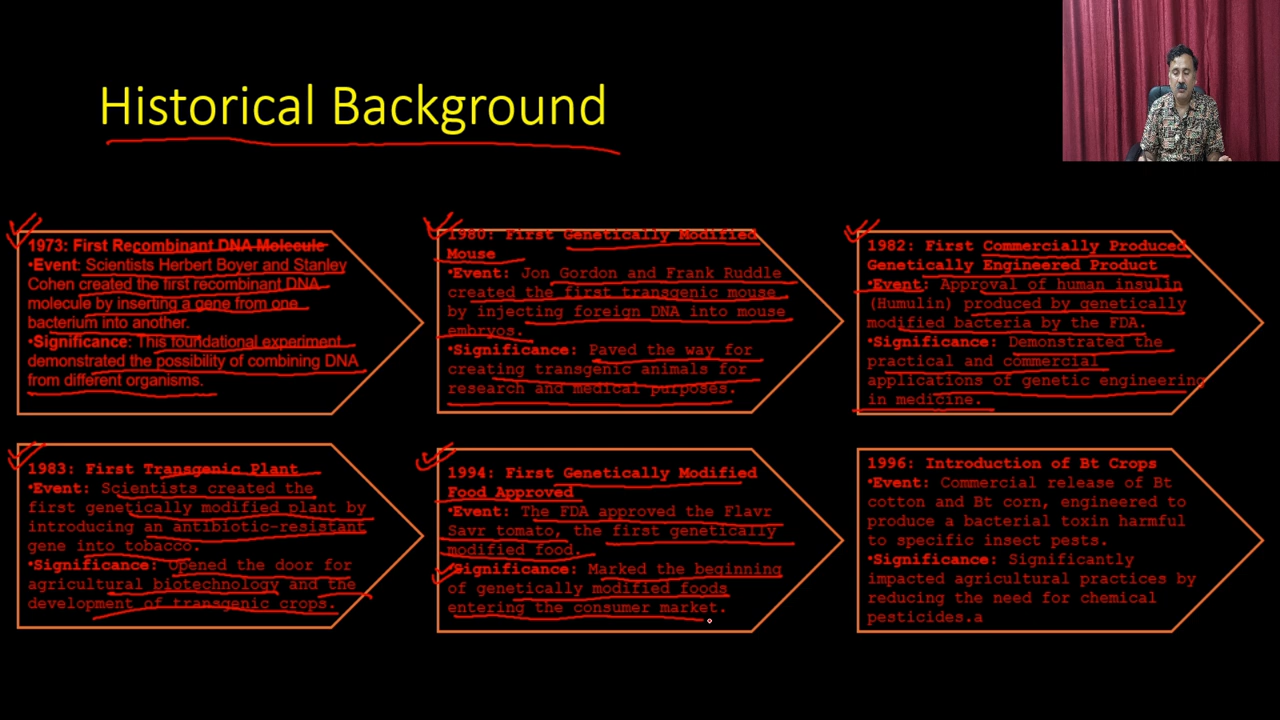 Historical Background
1973: First Recombinant DNA Molecule
•Event: Scientists Herbert Boyer and Stanley
Cohen created the first recombinant DNA
molecule by inserting a gene from one
bacterium into another.
•Significance: This foundational experiment
demonstrated the possibility of combining DNA
from different organisms.
1980: First Genetically Modified
Mouse
•Event: Jon Gordon and Frank Ruddle
created the first transgenic mouse
by injecting foreign DNA into mouse
embryos.
•Significance: Paved the way for
creating transgenic animals for
research and medical purposes.
1982: First Commercially Produced
Genetically Engineered Product
•Event: Approval of human insulin
(Humulin) produced by genetically
modified bacteria by the FDA.
•Significance: Demonstrated the
practical and commercial
applications of genetic engineering
in medicine.
1983: First Transgenic Plant
•Event: Scientists created the
first genetically modified plant by
introducing an antibiotic-resistant
gene into tobacco.
•Significance: Opened the door for
agricultural biotechnology and the
development of transgenic crops.
1994: First Genetically Modified
Food Approved
•Event: The FDA approved the Flavr
Savr tomato, the first genetically
modified food.
•Significance: Marked the beginning
of genetically modified foods
entering the consumer market.
1996: Introduction of Bt Crops
•Event: Commercial release of Bt
cotton and Bt corn, engineered to
produce a bacterial toxin harmful
to specific insect pests.
•Significance: Significantly
impacted agricultural practices by
reducing the need for chemical
pesticides.a